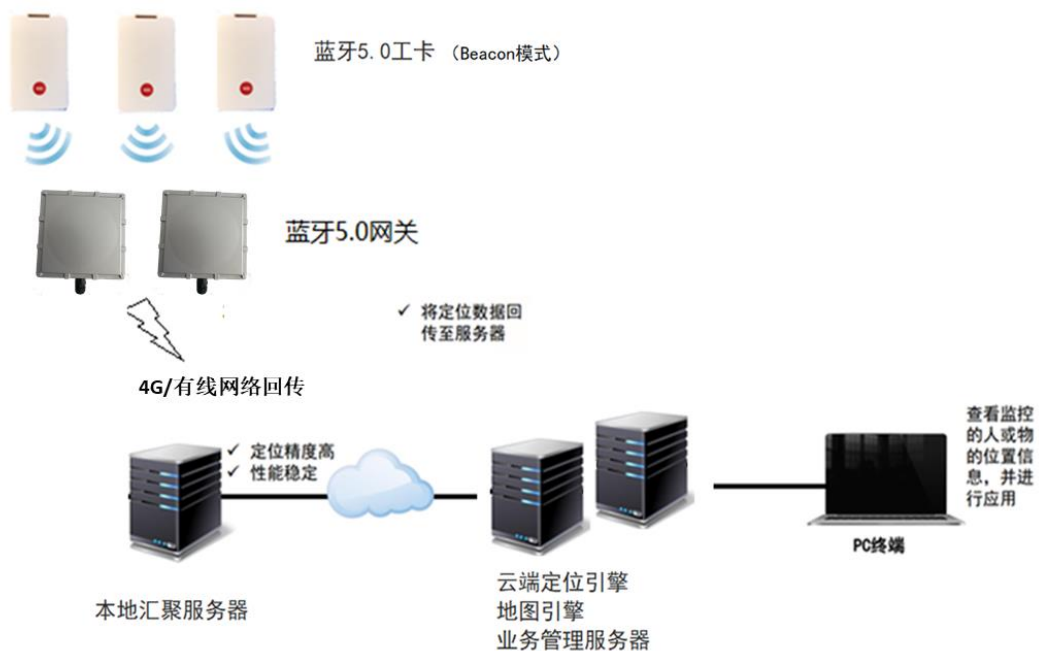 蓝牙5.0工卡 （Beacon模式）
蓝牙5.0网关
✓ 将定位数据回
传至服务器
4G/有线网络回传
✓ 定位精度高
✓ 性能稳定
本地汇聚服务器
云端定位引擎
地图引擎
业务管理服务器
查看监控
的人或物
的位置信
息，并进
行应用
PC终端